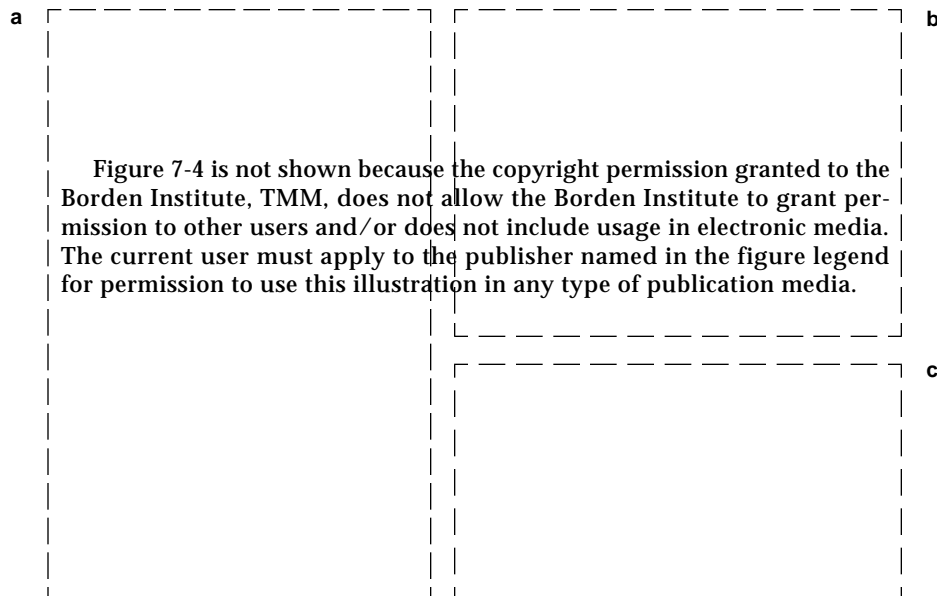 a
b
Figure 7-4 is not shown because the copyright permission granted to the
Borden Institute, TMM, does not allow the Borden Institute to grant per-
mission to other users and/or does not include usage in electronic media.
The current user must apply to the publisher named in the figure legend
for permission to use this illustration in any type of publication media.
c